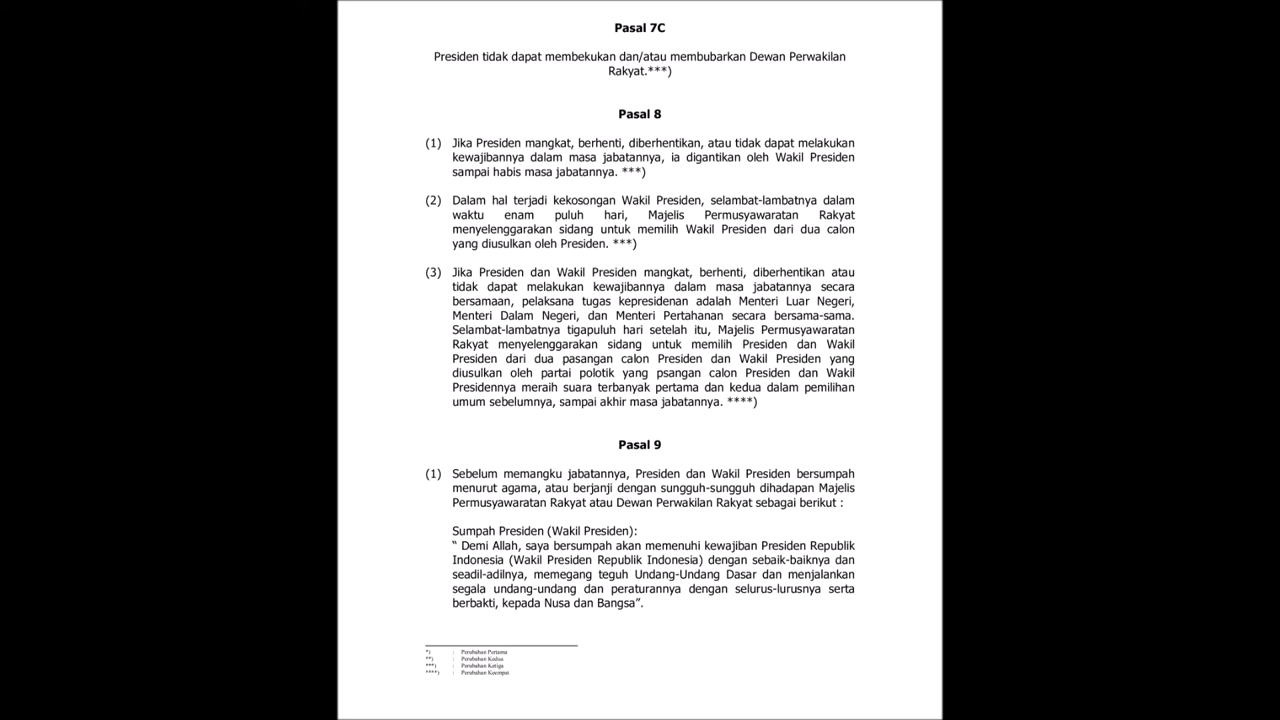 Pasal 7C
Presiden tidak dapat membekukan dan/atau membubarkan Dewan Perwakilan
Rakyat.***)
Pasal 8
(1) Jika Presiden mangkat, berhenti, diberhentikan, atau tidak dapat melakukan
kewajibannya dalam masa jabatannya, ia digantikan oleh Wakil Presiden
sampai habis masa jabatannya. ***)
(2) Dalam hal terjadi kekosongan Wakil Presiden, selambat-lambatnya dalam
waktu enam puluh hari, Majelis Permusyawaratan Rakyat
menyelenggarakan sidang untuk memilih Wakil Presiden dari dua calon
yang diusulkan oleh Presiden. ***)
(3) Jika Presiden dan Wakil Presiden mangkat, berhenti, diberhentikan atau
tidak dapat melakukan kewajibannya dalam masa jabatannya secara
bersamaan, pelaksana tugas kepresidenan adalah Menteri Luar Negeri,
Menteri Dalam Negeri, dan Menteri Pertahanan secara bersama-sama.
Selambat-lambatnya tigapuluh hari setelah itu, Majelis Permusyawaratan
Rakyat menyelenggarakan sidang untuk memilih Presiden dan Wakil
Presiden dari dua pasangan calon Presiden dan Wakil Presiden yang
diusulkan oleh partai polotik yang psangan calon Presiden dan Wakil
Presidennya meraih suara terbanyak pertama dan kedua dalam pemilihan
umum sebelumnya, sampai akhir masa jabatannya. ****)
Pasal 9
(1) Sebelum memangku jabatannya, Presiden dan Wakil Presiden bersumpah
menurut agama, atau berjanji dengan sungguh-sungguh dihadapan Majelis
Permusyawaratan Rakyat atau Dewan Perwakilan Rakyat sebagai berikut :
Sumpah Presiden (Wakil Presiden):
“ Demi Allah, saya bersumpah akan memenuhi kewajiban Presiden Republik
Indonesia (Wakil Presiden Republik Indonesia) dengan sebaik-baiknya dan
seadil-adilnya, memegang teguh Undang-Undang Dasar dan menjalankan
segala undang-undang dan peraturannya dengan selurus-lurusnya serta
berbakti, kepada Nusa dan Bangsa”.
*) : Perubahan Pertama
**) : Perubahan Kedua
***) : Perubahan Ketiga
****) : Perubahan Keempat